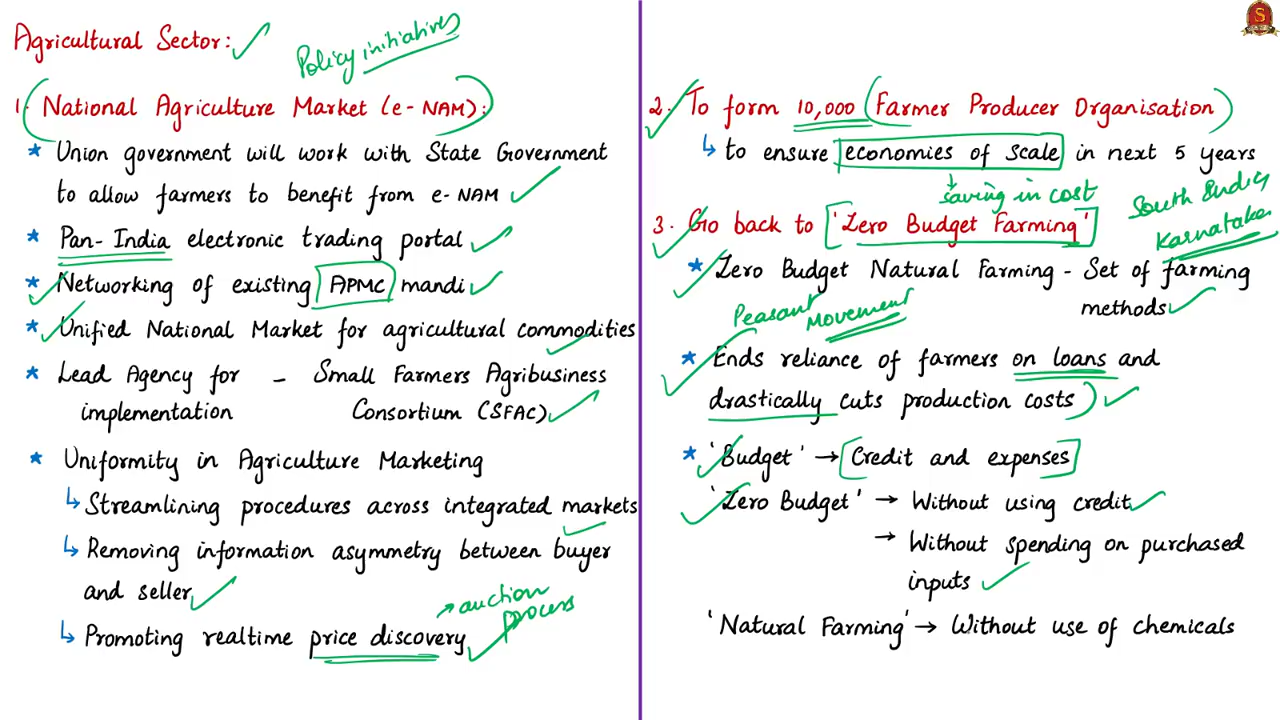 Agricultural Sector:
Policy initiatives
1. National Agriculture Market (e-NAM):
* Union government will work with State Government
to allow farmers to benefit from e-NAM
* Pan-India electronic trading portal
* Networking of existing APMC mandi
* Unified National Market for agricultural commodities
* Lead Agency for - Small Farmers Agribusiness
implementation Consortium (SFAC)
* Uniformity in Agriculture Marketing
↳ Streamlining procedures across integrated markets
↳ Removing information asymmetry between buyer
and seller
→ auction
process
↳ Promoting realtime price discovery
2. To form 10,000 (Farmer Producer Organisation)
↳ to ensure economies of scale in next 5 years
↓
saving in cost
South India
Karnataka
3. Go back to 'Zero Budget Farming'
* Zero Budget Natural Farming - Set of farming
methods
Peasant
Movement
* Ends reliance of farmers on loans and
drastically cuts production costs)
* 'Budget' → Credit and expenses
'Zero Budget' → Without using credit
→ Without spending on purchased
inputs
'Natural Farming' → Without use of chemicals